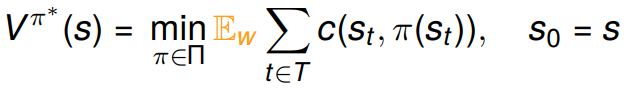 V^{π*}(s) = min_{π∈Π} 𝔼_w ∑_{t∈T} c(s_t, π(s_t)),    s_0 = s